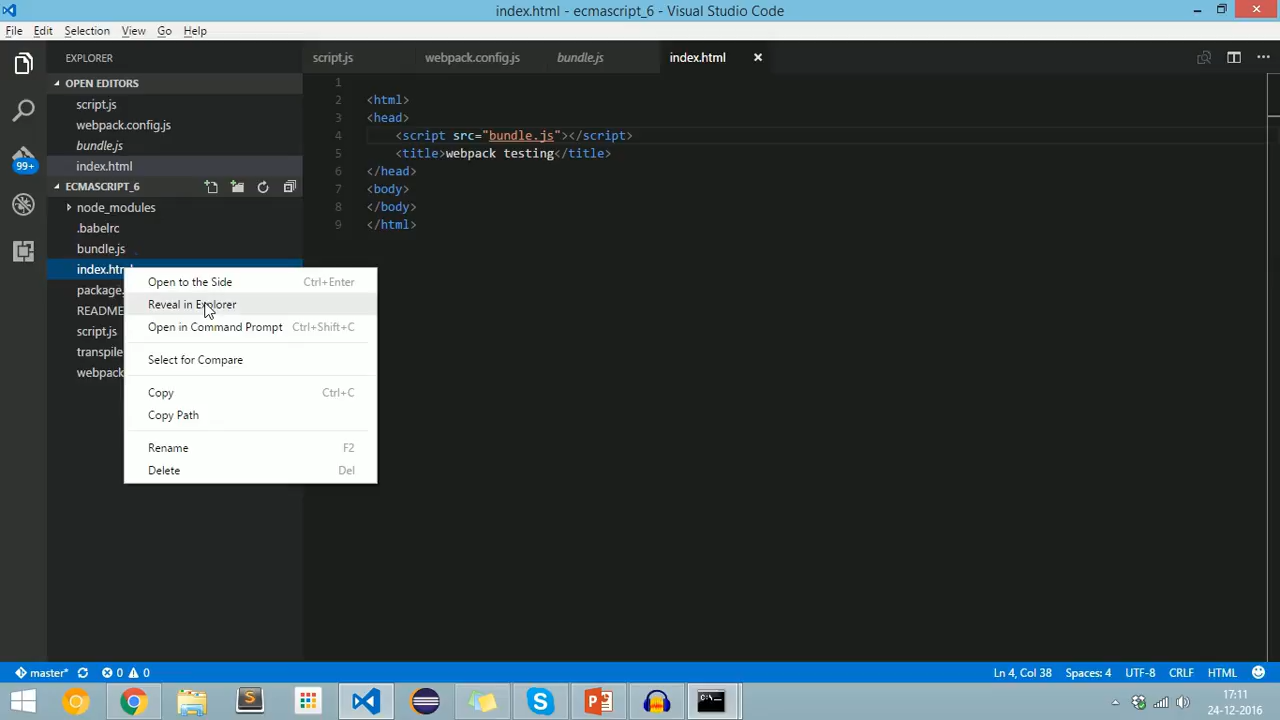 index.html - ecmascript_6 - Visual Studio Code
File Edit Selection View Go Help
EXPLORER
script.js webpack.config.js bundle.js index.html
OPEN EDITORS
script.js
webpack.config.js
bundle.js
index.html
99+
ECMASCRIPT_6
node_modules
.babelrc
bundle.js
index.html
package.
README
script.js
transpile
webpack
1
2 <html>
3 <head>
4 <script src="bundle.js"></script>
5 <title>webpack testing</title>
6 </head>
7 <body>
8 </body>
9 </html>
Open to the Side Ctrl+Enter
Reveal in Explorer
Open in Command Prompt Ctrl+Shift+C
Select for Compare
Copy Ctrl+C
Copy Path
Rename F2
Delete Del
master* 0 0 Ln 4, Col 38 Spaces: 4 UTF-8 CRLF HTML
17:11
24-12-2016